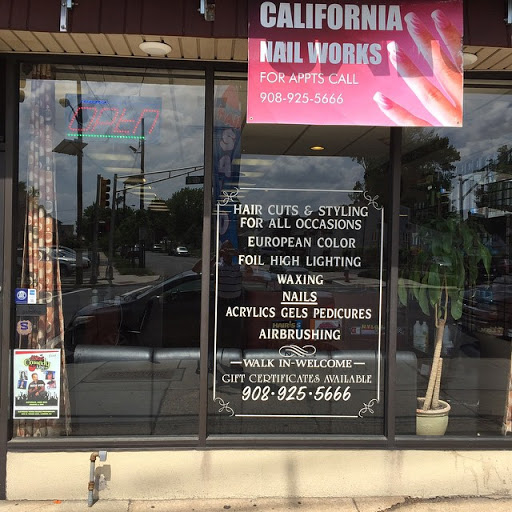 CALIFORNIA
NAIL WORKS
FOR APPTS CALL
908-925-5666
OPEN
HAIR CUTS & STYLING
FOR ALL OCCASIONS
EUROPEAN COLOR
FOIL HIGH LIGHTING
WAXING
NAILS
ACRYLICS GELS PEDICURES
AIRBRUSHING
WALK IN-WELCOME
GIFT CERTIFICATES AVAILABLE
908·925·5666